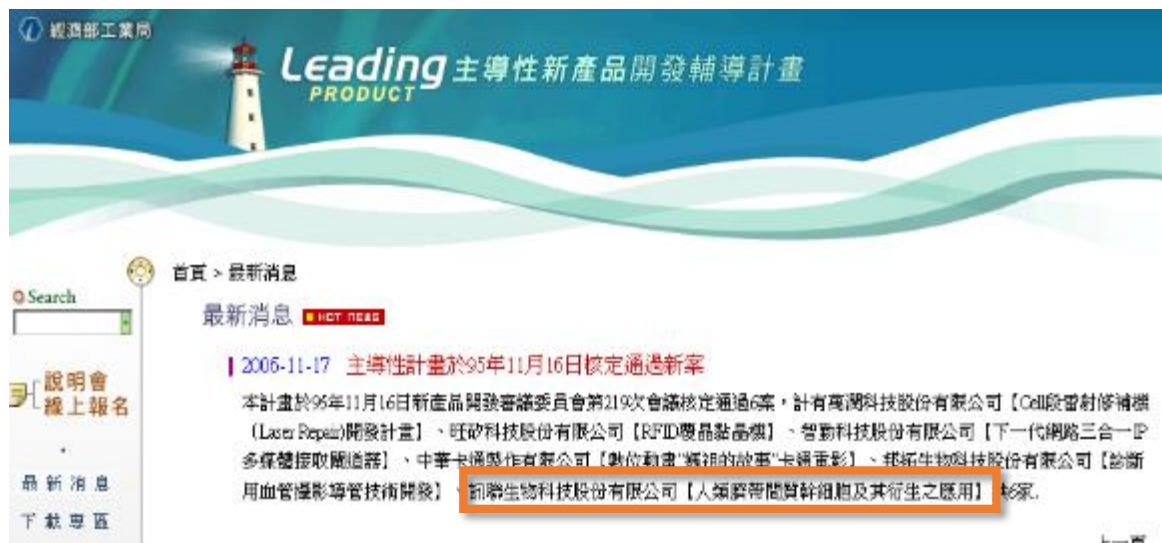 經濟部工業局
Leading 主導性新產品開發輔導計畫
PRODUCT
首頁 > 最新消息
Search
最新消息 HOT NEWS
2006-11-17 主導性計畫於95年11月16日核定通過新案
說明會
線上報名
本計畫於95年11月16日新產品開發審議委員會第219次會議核定通過6案，計有萬潤科技股份有限公司【Cell段雷射修補機
(Laser Repair)開發計畫】、旺矽科技股份有限公司【RFID覆晶黏晶機】、智勤科技股份有限公司【下一代網路三合一IP
多媒體接取閘道器】、中華卡通製作有限公司【數位動畫"媽祖的故事"卡通電影】、邦拓生物科技股份有限公司【診斷
用血管攝影導管技術開發】、訊聯生物科技股份有限公司【人類臍帶間質幹細胞及其衍生之應用】共6家.
最新消息
下載專區
上一頁